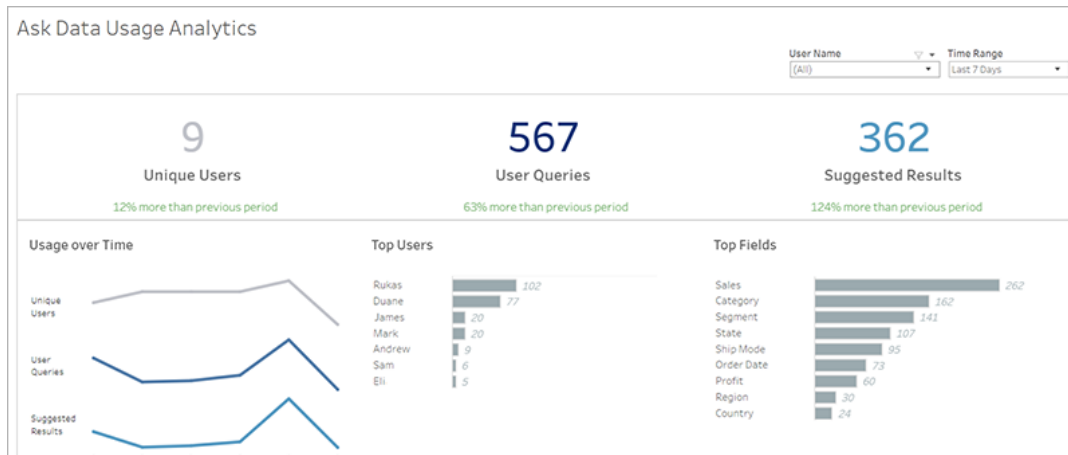 Ask Data Usage Analytics
User Name
Time Range
(All)
Last 7 Days
9
567
362
Unique Users
User Queries
Suggested Results
12% more than previous period
63% more than previous period
124% more than previous period
Usage over Time
Unique
Users
User
Queries
Suggested
Results
Top Users
Rukas 102
Duane 77
James 20
Mark 20
Andrew 9
Sam 6
Eli 5
Top Fields
Sales 262
Category 162
Segment 141
State 107
Ship Mode 95
Order Date 73
Profit 60
Region 30
Country 24